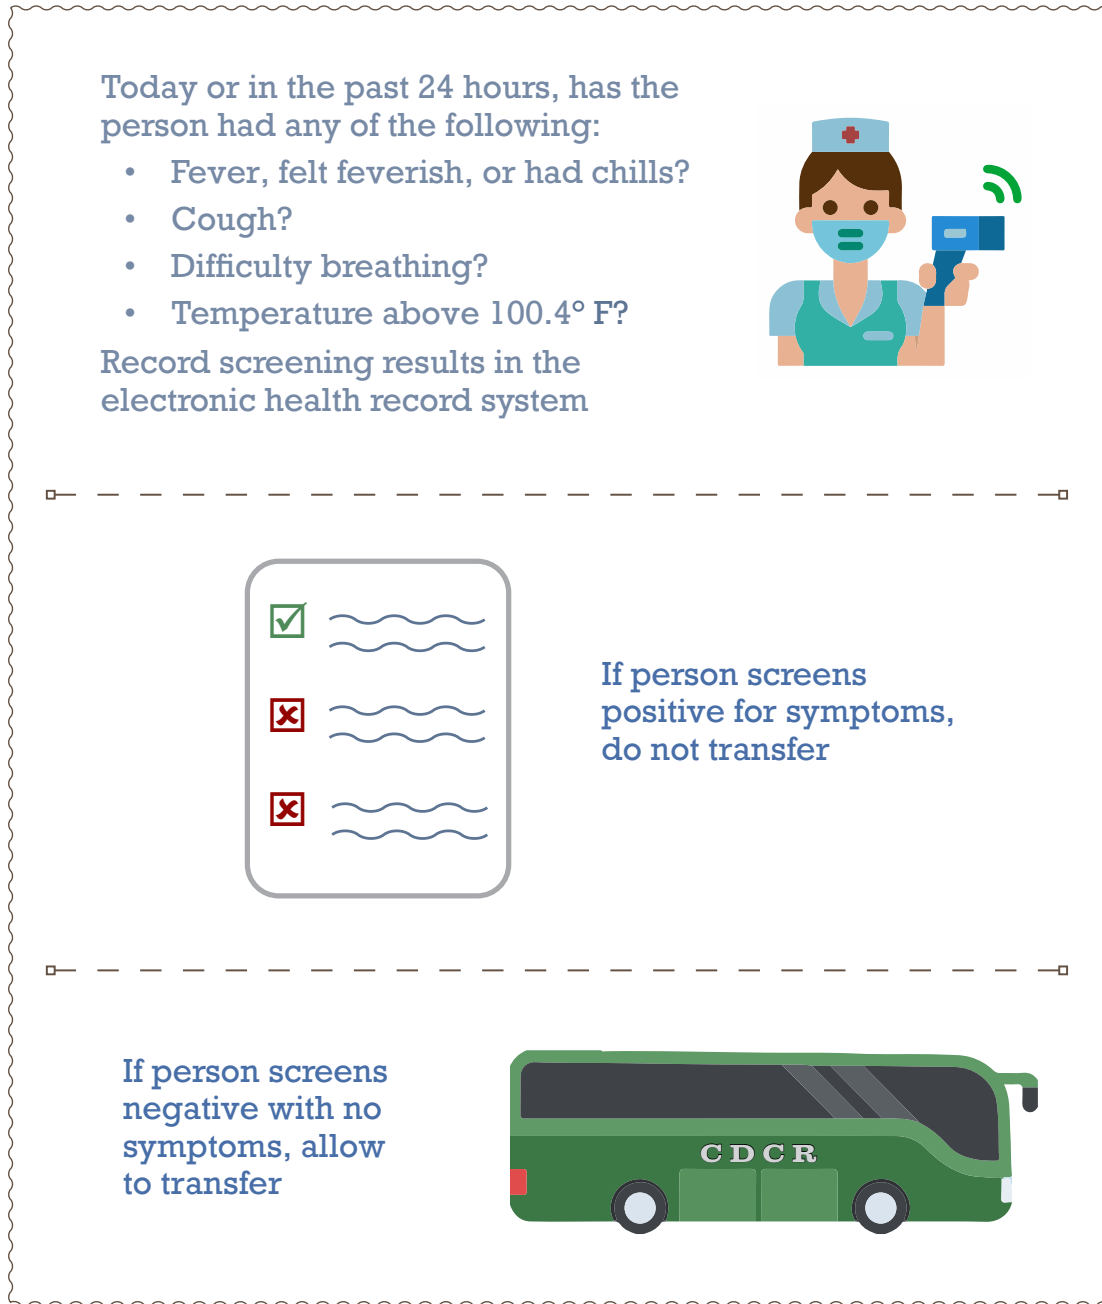 Today or in the past 24 hours, has the
person had any of the following:
• Fever, felt feverish, or had chills?
• Cough?
• Difficulty breathing?
• Temperature above 100.4° F?
Record screening results in the
electronic health record system
If person screens
positive for symptoms,
do not transfer
If person screens
negative with no
symptoms, allow
to transfer
CDCR